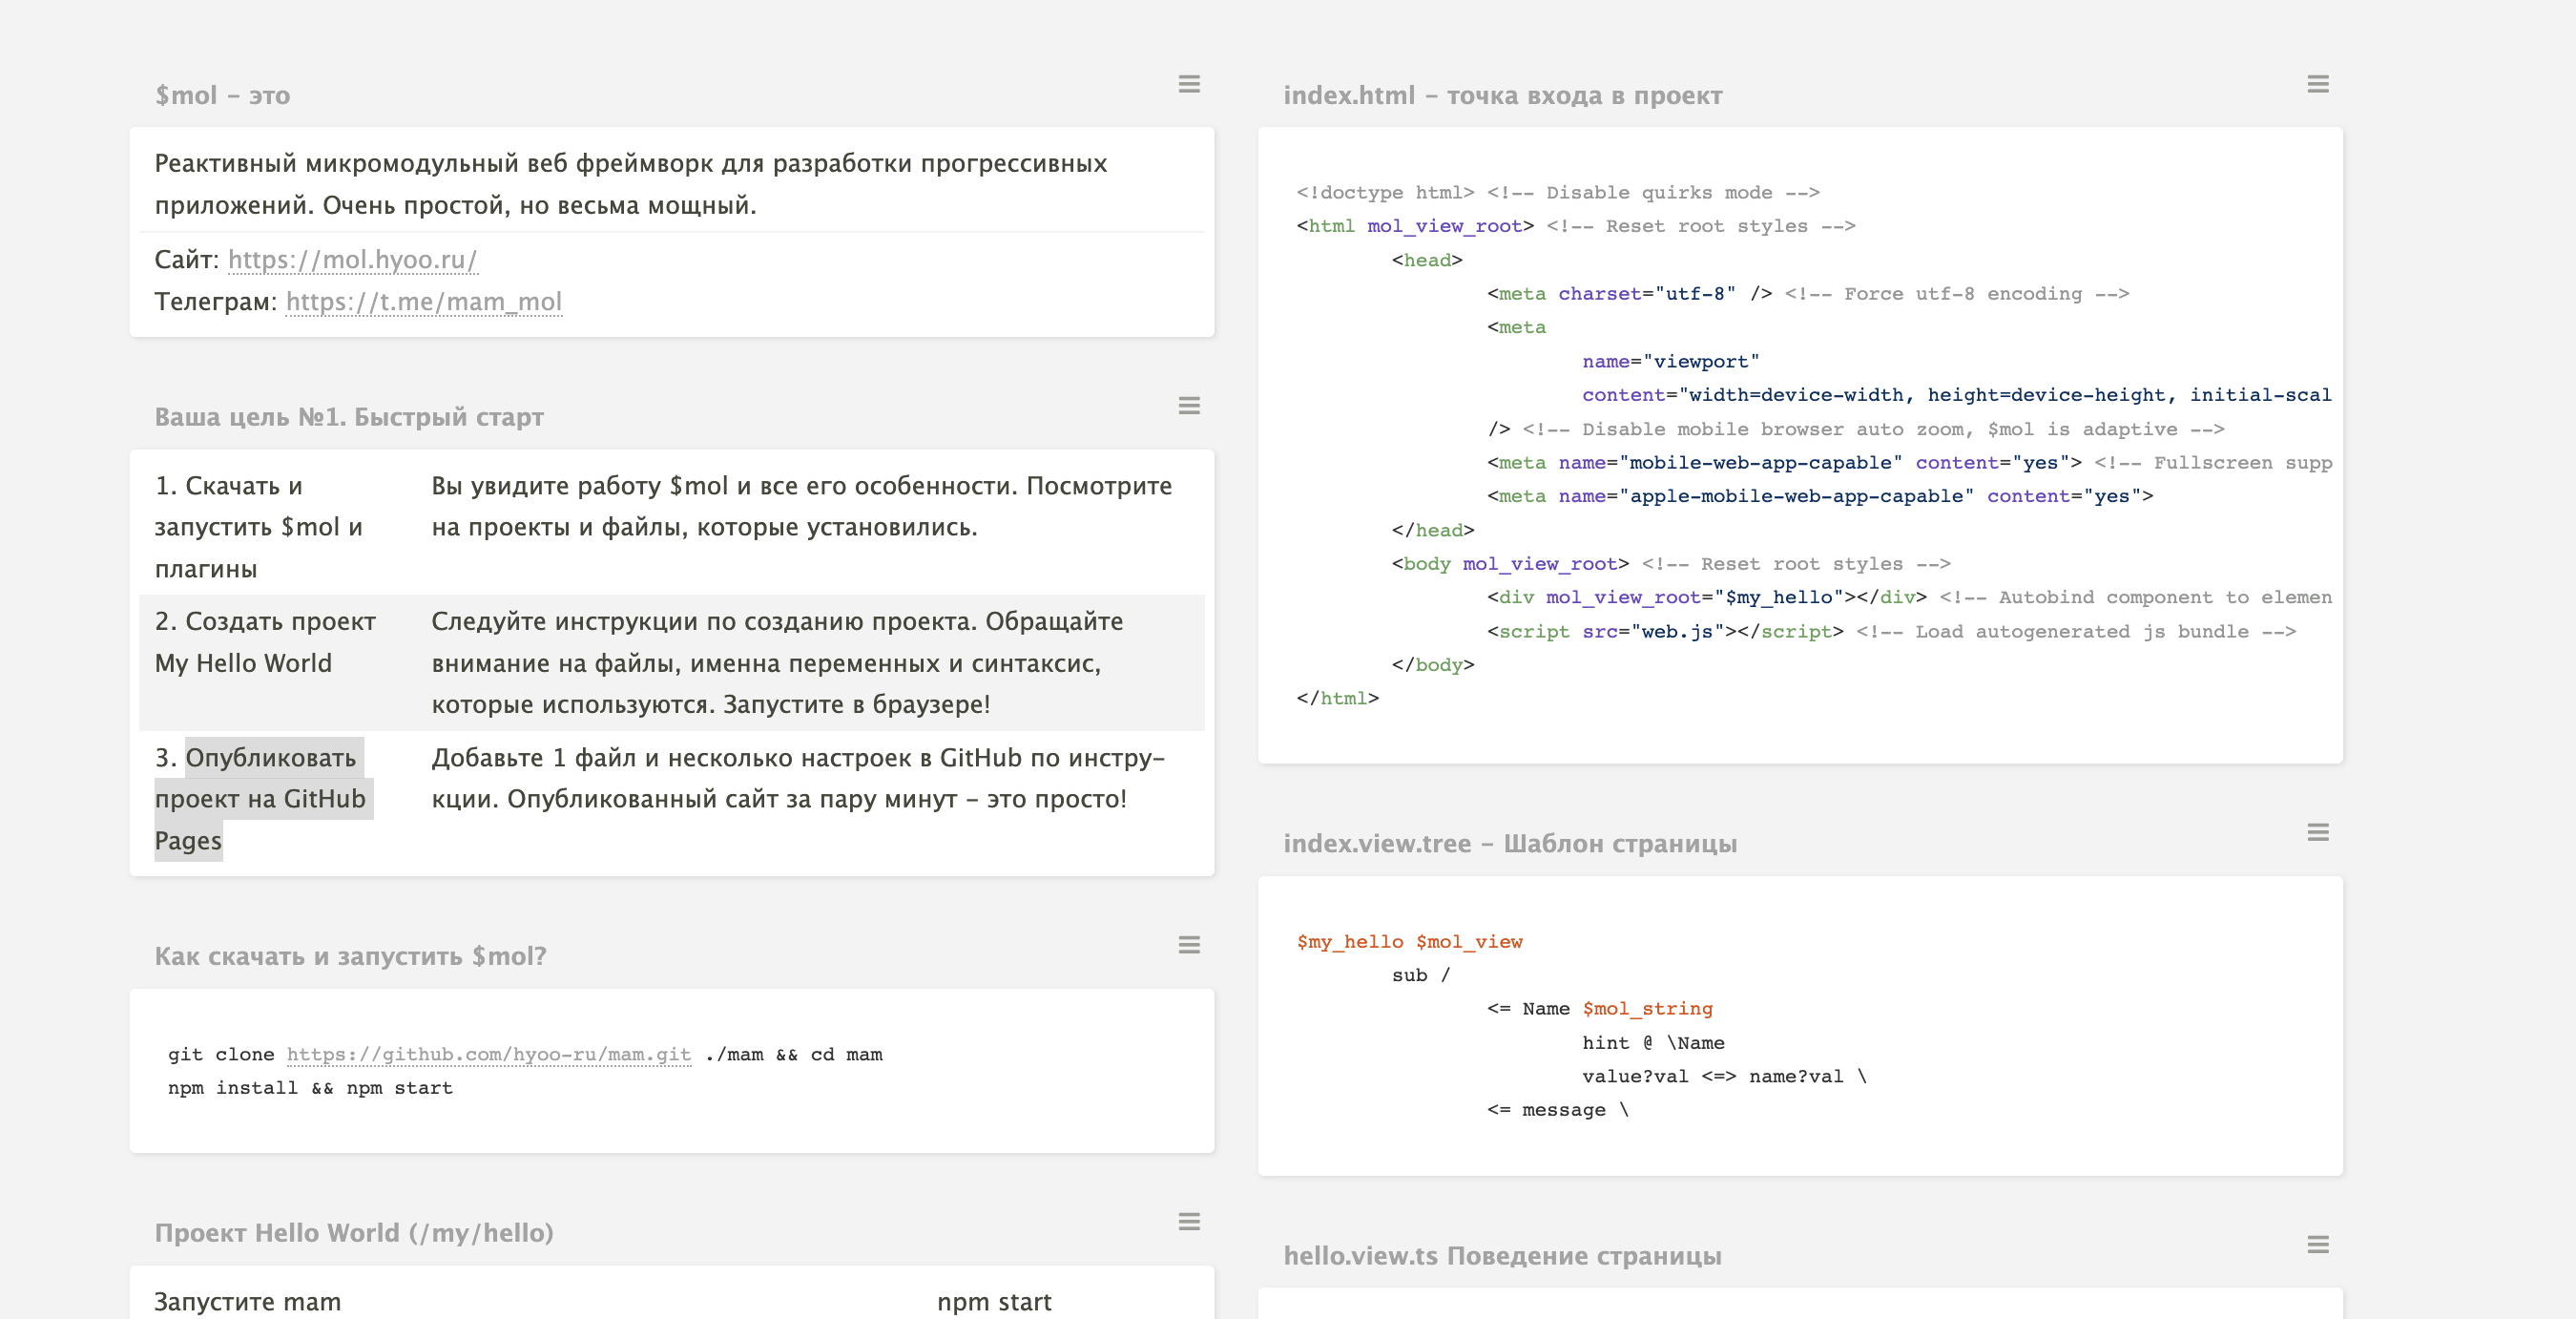 $mol – это
Реактивный микромодульный веб фреймворк для разработки прогрессивных
приложений. Очень простой, но весьма мощный.
Сайт: https://mol.hyoo.ru/
Телеграм: https://t.me/mam_mol
Ваша цель №1. Быстрый старт
1. Скачать и
запустить $mol и
плагины
Вы увидите работу $mol и все его особенности. Посмотрите
на проекты и файлы, которые установились.
2. Создать проект
My Hello World
Следуйте инструкции по созданию проекта. Обращайте
внимание на файлы, именна переменных и синтаксис,
которые используются. Запустите в браузере!
3. Опубликовать
проект на GitHub
Pages
Добавьте 1 файл и несколько настроек в GitHub по инстру-
кции. Опубликованный сайт за пару минут – это просто!
Как скачать и запустить $mol?
git clone https://github.com/hyoo-ru/mam.git ./mam && cd mam
npm install && npm start
Проект Hello World (/my/hello)
Запустите mam
npm start
index.html – точка входа в проект
<!doctype html> <!-- Disable quirks mode -->
<html mol_view_root> <!-- Reset root styles -->
<head>
<meta charset="utf-8" /> <!-- Force utf-8 encoding -->
<meta
name="viewport"
content="width=device-width, height=device-height, initial-scal
/> <!-- Disable mobile browser auto zoom, $mol is adaptive -->
<meta name="mobile-web-app-capable" content="yes"> <!-- Fullscreen supp
<meta name="apple-mobile-web-app-capable" content="yes">
</head>
<body mol_view_root> <!-- Reset root styles -->
<div mol_view_root="$my_hello"></div> <!-- Autobind component to elemen
<script src="web.js"></script> <!-- Load autogenerated js bundle -->
</body>
</html>
index.view.tree – Шаблон страницы
$my_hello $mol_view
sub /
<= Name $mol_string
hint @ \Name
value?val <=> name?val \
<= message \
hello.view.ts Поведение страницы